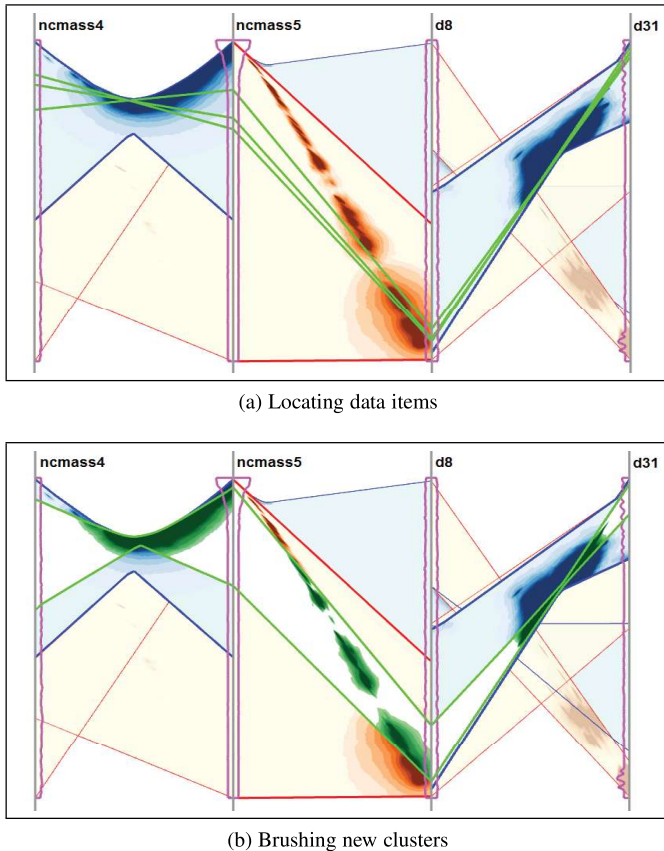 ncmass4 ncmass5 d8 d31
(a) Locating data items
ncmass4 ncmass5 d8 d31
(b) Brushing new clusters